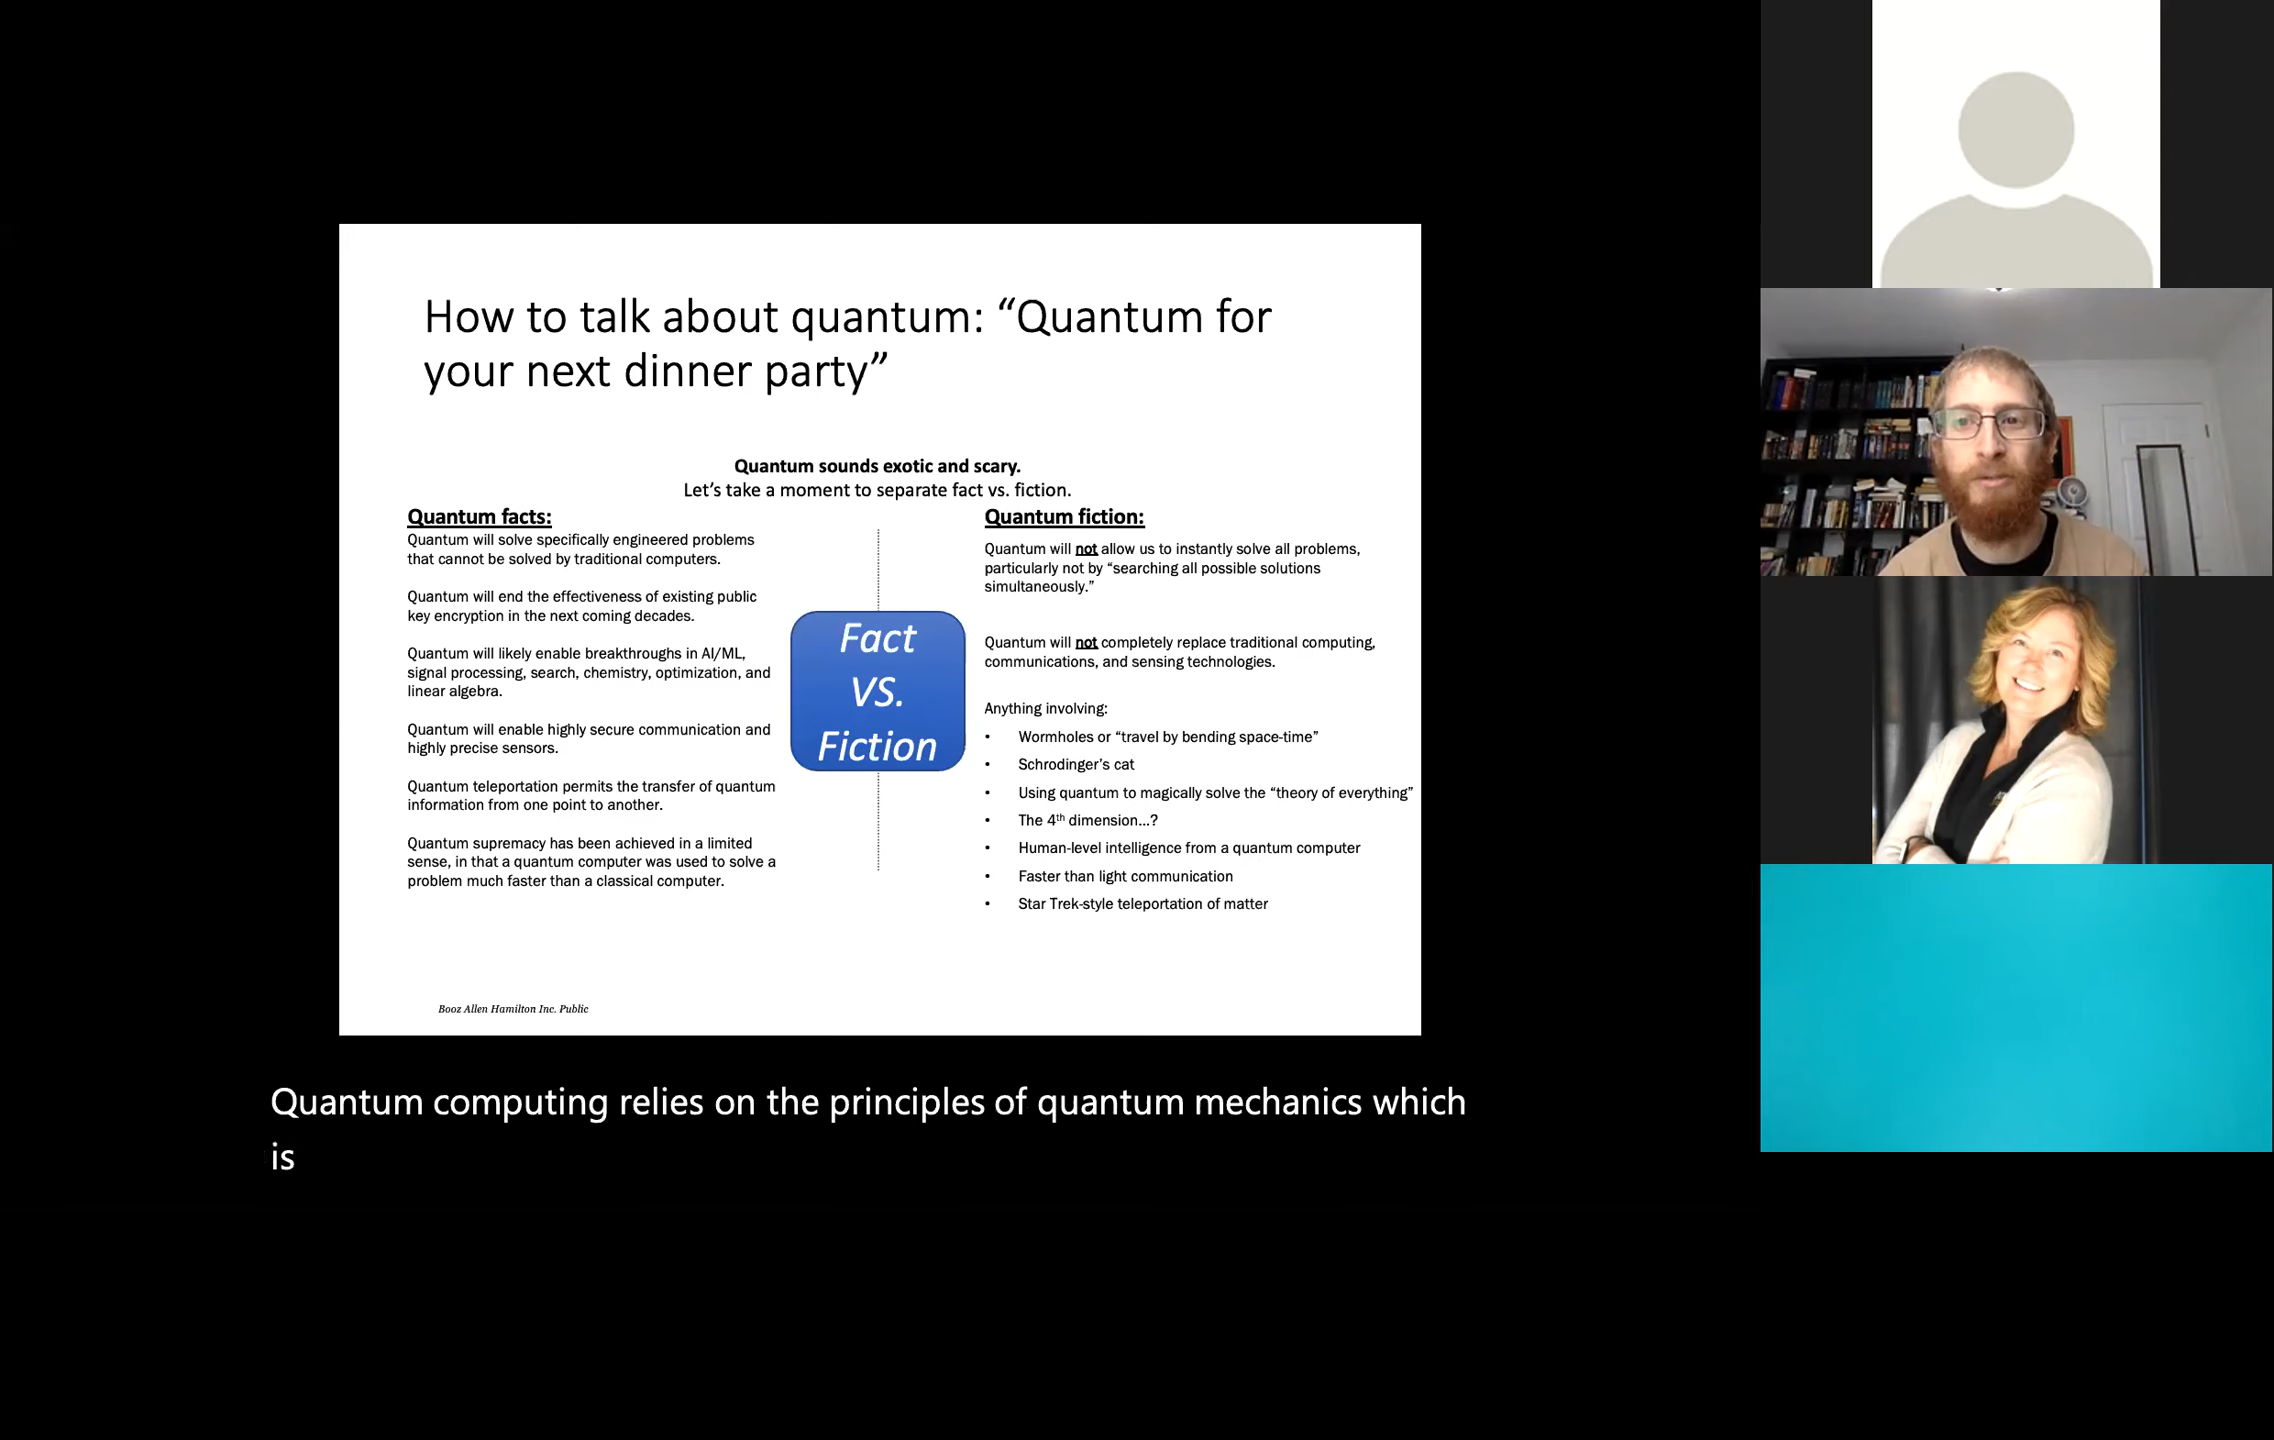 How to talk about quantum: “Quantum for
your next dinner party”
Quantum sounds exotic and scary.
Let’s take a moment to separate fact vs. fiction.
Quantum facts:
Quantum will solve specifically engineered problems
that cannot be solved by traditional computers.
Quantum will end the effectiveness of existing public
key encryption in the next coming decades.
Quantum will likely enable breakthroughs in AI/ML,
signal processing, search, chemistry, optimization, and
linear algebra.
Quantum will enable highly secure communication and
highly precise sensors.
Quantum teleportation permits the transfer of quantum
information from one point to another.
Quantum supremacy has been achieved in a limited
sense, in that a quantum computer was used to solve a
problem much faster than a classical computer.
Fact
VS.
Fiction
Quantum fiction:
Quantum will not allow us to instantly solve all problems,
particularly not by “searching all possible solutions
simultaneously.”
Quantum will not completely replace traditional computing,
communications, and sensing technologies.
Anything involving:
• Wormholes or “travel by bending space-time”
• Schrodinger’s cat
• Using quantum to magically solve the “theory of everything”
• The 4th dimension...?
• Human-level intelligence from a quantum computer
• Faster than light communication
• Star Trek-style teleportation of matter
Booz Allen Hamilton Inc. Public
Quantum computing relies on the principles of quantum mechanics which
is